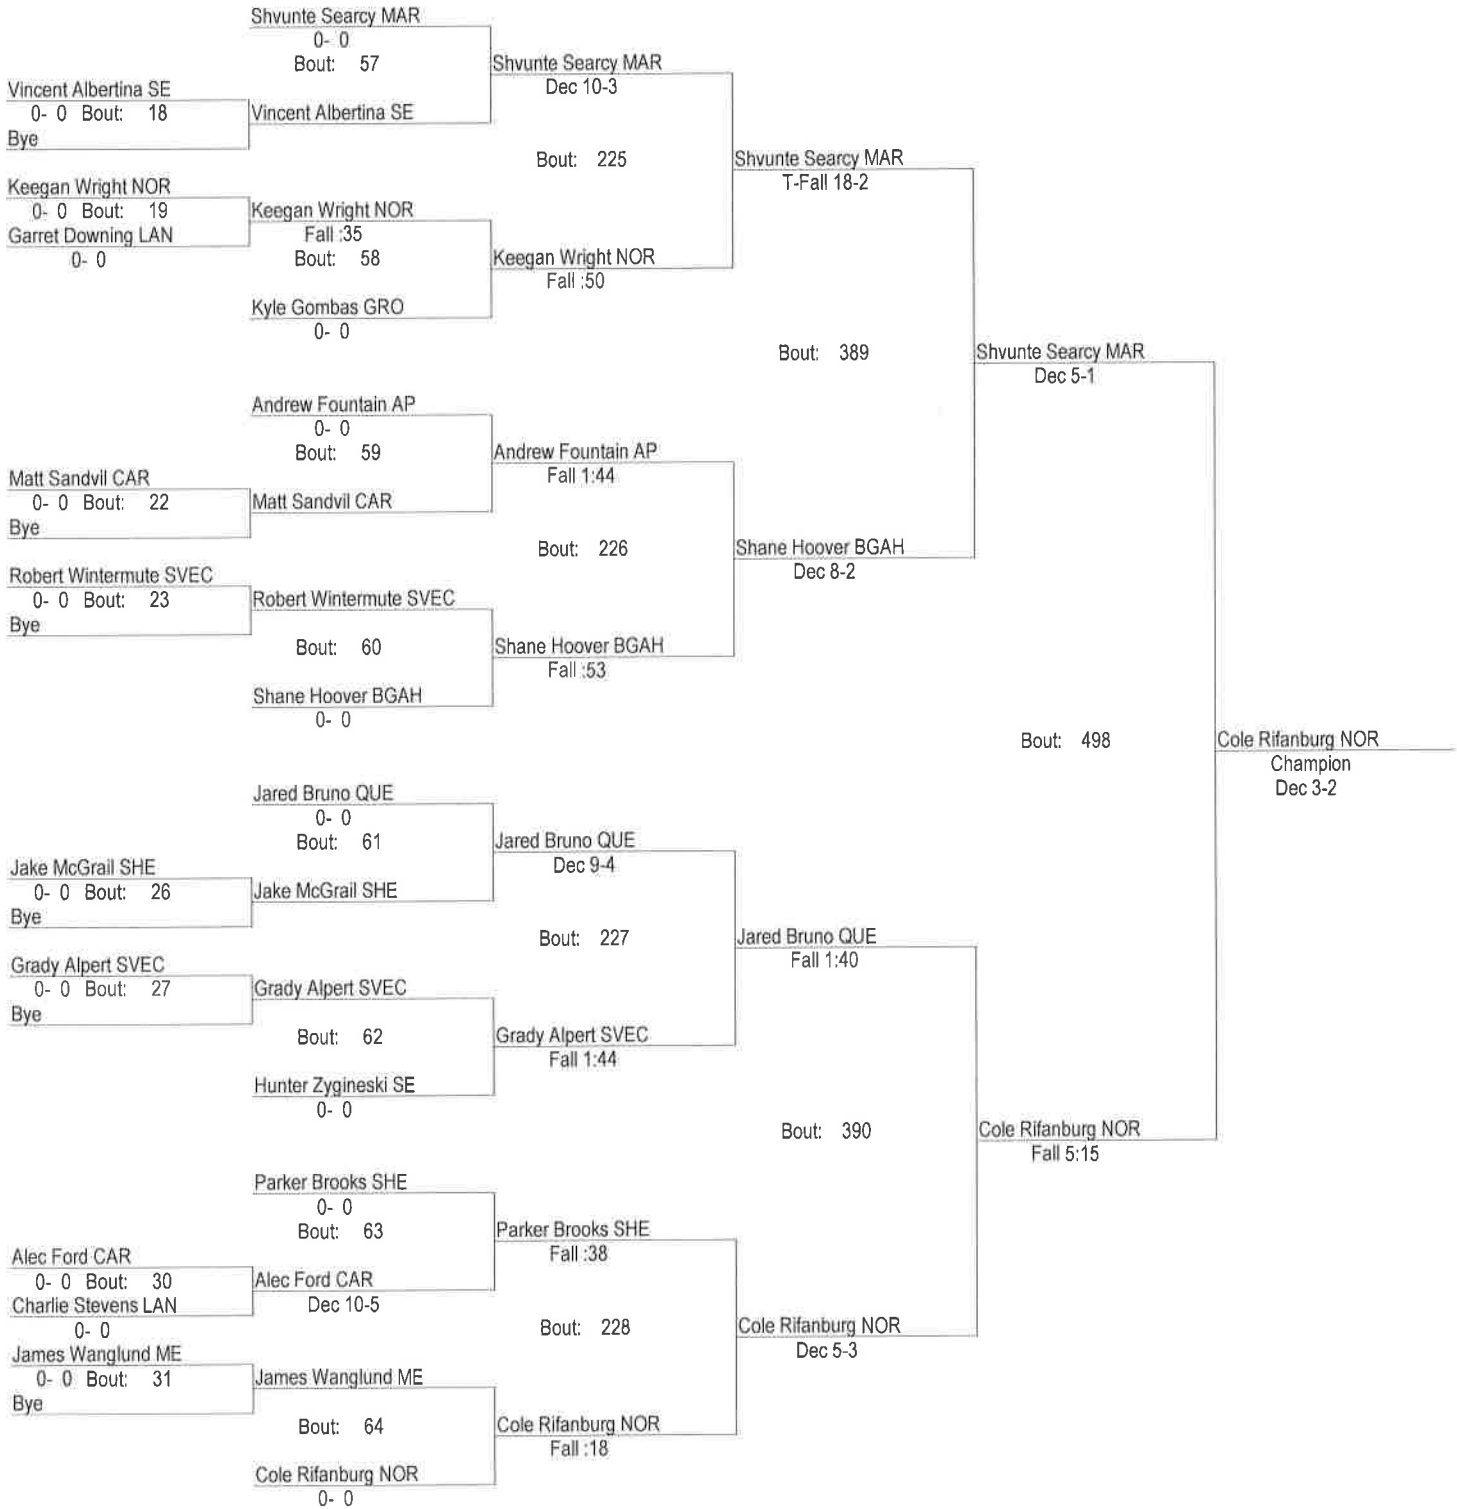 Shvunte Searcy MAR
0- 0
Bout: 57
Shvunte Searcy MAR
Dec 10-3
Vincent Albertina SE
0- 0 Bout: 18
Vincent Albertina SE
Bye
Bout: 225
Shvunte Searcy MAR
T-Fall 18-2
Keegan Wright NOR
0- 0 Bout: 19
Keegan Wright NOR
Garret Downing LAN
Fall :35
0- 0
Bout: 58
Keegan Wright NOR
Fall :50
Kyle Gombas GRO
0- 0
Bout: 389
Shvunte Searcy MAR
Dec 5-1
Andrew Fountain AP
0- 0
Bout: 59
Andrew Fountain AP
Fall 1:44
Matt Sandvil CAR
0- 0 Bout: 22
Matt Sandvil CAR
Bye
Bout: 226
Shane Hoover BGAH
Dec 8-2
Robert Wintermute SVEC
0- 0 Bout: 23
Robert Wintermute SVEC
Bye
Bout: 60
Shane Hoover BGAH
Fall :53
Shane Hoover BGAH
0- 0
Bout: 498
Cole Rifanburg NOR
Champion
Dec 3-2
Jared Bruno QUE
0- 0
Bout: 61
Jared Bruno QUE
Dec 9-4
Jake McGrail SHE
0- 0 Bout: 26
Jake McGrail SHE
Bye
Bout: 227
Jared Bruno QUE
Fall 1:40
Grady Alpert SVEC
0- 0 Bout: 27
Grady Alpert SVEC
Bye
Bout: 62
Grady Alpert SVEC
Fall 1:44
Hunter Zygineski SE
0- 0
Bout: 390
Cole Rifanburg NOR
Fall 5:15
Parker Brooks SHE
0- 0
Bout: 63
Parker Brooks SHE
Fall :38
Alec Ford CAR
0- 0 Bout: 30
Alec Ford CAR
Charlie Stevens LAN
Dec 10-5
0- 0
Bout: 228
Cole Rifanburg NOR
Dec 5-3
James Wanglund ME
0- 0 Bout: 31
James Wanglund ME
Bye
Bout: 64
Cole Rifanburg NOR
Fall :18
Cole Rifanburg NOR
0- 0